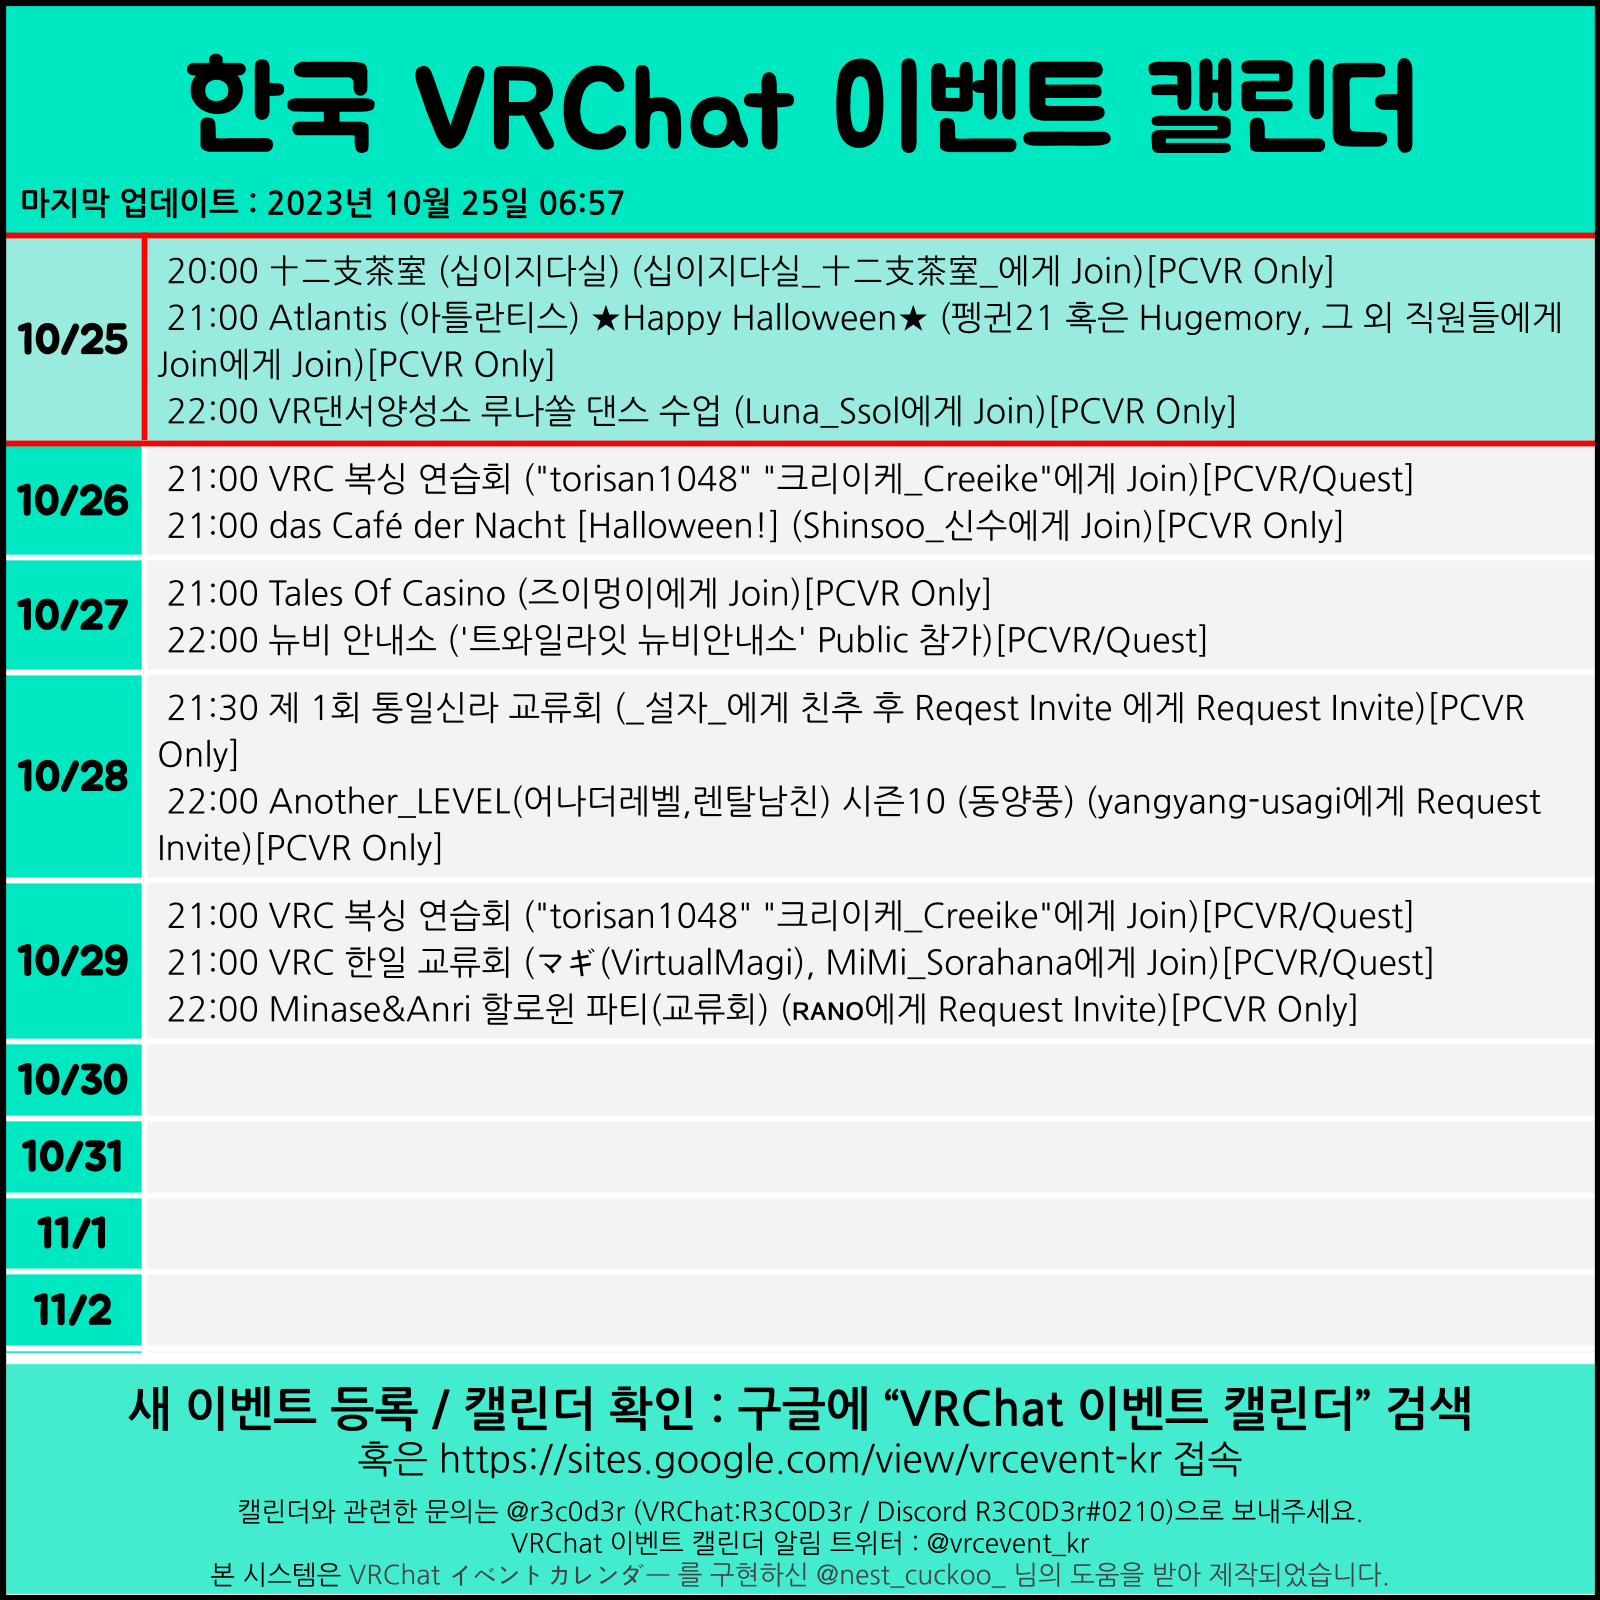 한국 VRChat 이벤트 캘린더
마지막 업데이트 : 2023년 10월 25일 06:57
10/25
20:00 十二支茶室 (십이지다실) (십이지다실_十二支茶室_에게 Join)[PCVR Only]
21:00 Atlantis (아틀란티스) ★Happy Halloween★ (펭귄21 혹은 Hugemory, 그 외 직원들에게
Join에게 Join)[PCVR Only]
22:00 VR댄서양성소 루나쏠 댄스 수업 (Luna_Ssol에게 Join)[PCVR Only]
10/26
21:00 VRC 복싱 연습회 ("torisan1048" "크리이케_Creeike"에게 Join)[PCVR/Quest]
21:00 das Café der Nacht [Halloween!] (Shinsoo_신수에게 Join)[PCVR Only]
10/27
21:00 Tales Of Casino (즈이멍이에게 Join)[PCVR Only]
22:00 뉴비 안내소 ('트와일라잇 뉴비안내소' Public 참가)[PCVR/Quest]
10/28
21:30 제 1회 통일신라 교류회 (_설자_에게 친추 후 Reqest Invite 에게 Request Invite)[PCVR
Only]
22:00 Another_LEVEL(어나더레벨,렌탈남친) 시즌10 (동양풍) (yangyang-usagi에게 Request
Invite)[PCVR Only]
10/29
21:00 VRC 복싱 연습회 ("torisan1048" "크리이케_Creeike"에게 Join)[PCVR/Quest]
21:00 VRC 한일 교류회 (マギ(VirtualMagi), MiMi_Sorahana에게 Join)[PCVR/Quest]
22:00 Minase&Anri 할로윈 파티(교류회) (ʀᴀɴᴏ에게 Request Invite)[PCVR Only]
10/30
10/31
11/1
11/2
새 이벤트 등록 / 캘린더 확인 : 구글에 “VRChat 이벤트 캘린더” 검색
혹은 https://sites.google.com/view/vrcevent-kr 접속
캘린더와 관련한 문의는 @r3c0d3r (VRChat:R3C0D3r / Discord R3C0D3r#0210)으로 보내주세요.
VRChat 이벤트 캘린더 알림 트위터 : @vrcevent_kr
본 시스템은 VRChat イベントカレンダー 를 구현하신 @nest_cuckoo_ 님의 도움을 받아 제작되었습니다.